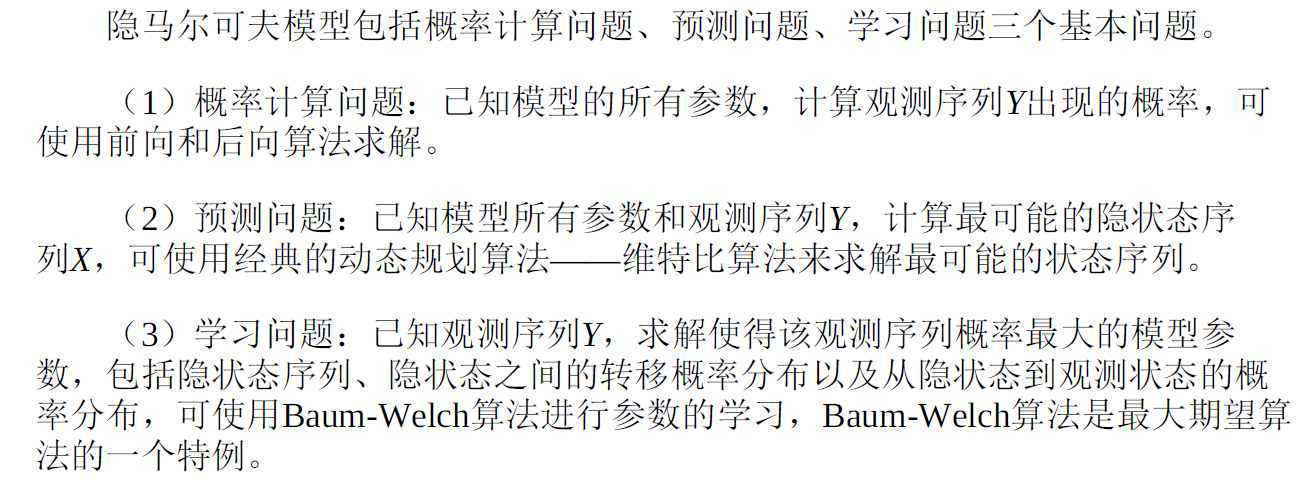 隐马尔可夫模型包括概率计算问题、预测问题、学习问题三个基本问题。
（1）概率计算问题：已知模型的所有参数，计算观测序列Y出现的概率，可
使用前向和后向算法求解。
（2）预测问题：已知模型所有参数和观测序列Y，计算最可能的隐状态序
列X，可使用经典的动态规划算法——维特比算法来求解最可能的状态序列。
（3）学习问题：已知观测序列Y，求解使得该观测序列概率最大的模型参
数，包括隐状态序列、隐状态之间的转移概率分布以及从隐状态到观测状态的概
率分布，可使用Baum-Welch算法进行参数的学习，Baum-Welch算法是最大期望算
法的一个特例。